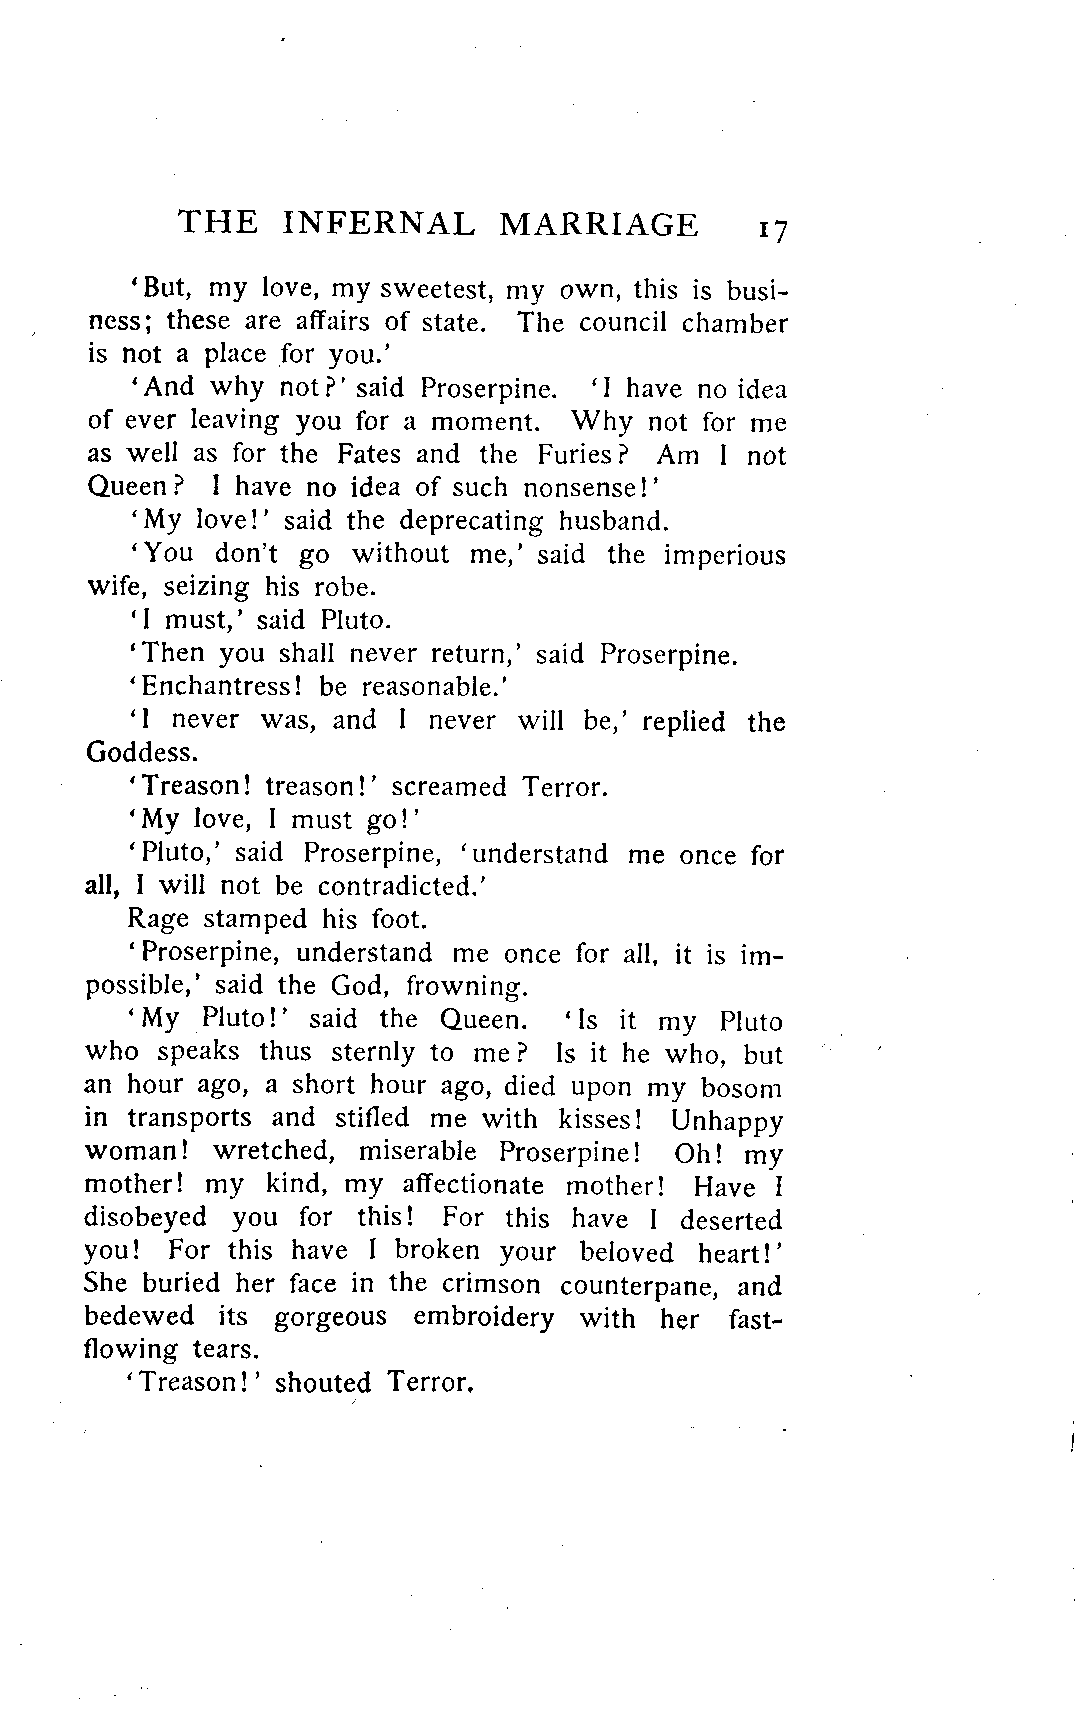 THE INFERNAL MARRIAGE 17
‘But, my love, my sweetest, my own, this is busi-
ness; these are affairs of state. The council chamber
is not a place for you.’
‘And why not?’ said Proserpine. ‘I have no idea
of ever leaving you for a moment. Why not for me
as well as for the Fates and the Furies? Am I not
Queen? I have no idea of such nonsense!’
‘My love!’ said the deprecating husband.
‘You don't go without me,’ said the imperious
wife, seizing his robe.
‘I must,’ said Pluto.
‘Then you shall never return,’ said Proserpine.
‘Enchantress! be reasonable.’
‘I never was, and I never will be,’ replied the
Goddess.
‘Treason! treason!’ screamed Terror.
‘My love, I must go!’
‘Pluto,’ said Proserpine, ‘understand me once for
all, I will not be contradicted.’
Rage stamped his foot.
‘Proserpine, understand me once for all, it is im-
possible,’ said the God, frowning.
‘My Pluto!’ said the Queen. ‘Is it my Pluto
who speaks thus sternly to me? Is it he who, but
an hour ago, a short hour ago, died upon my bosom
in transports and stifled me with kisses! Unhappy
woman! wretched, miserable Proserpine! Oh! my
mother! my kind, my affectionate mother! Have I
disobeyed you for this! For this have I deserted
you! For this have I broken your beloved heart!’
She buried her face in the crimson counterpane, and
bedewed its gorgeous embroidery with her fast-
flowing tears.
‘Treason!’ shouted Terror.